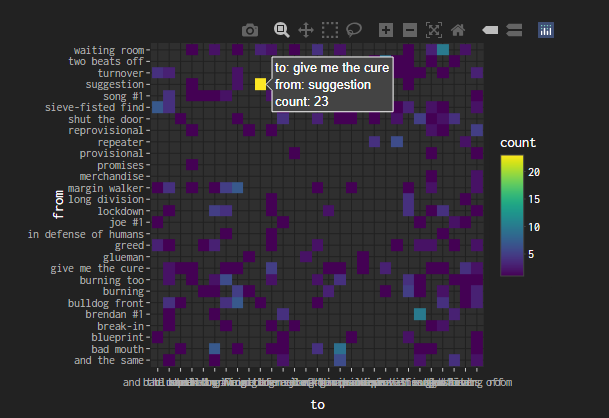 waiting room
two beats off
turnover
suggestion
song #1
sieve-fisted find
shut the door
reprovisional
repeater
provisional
promises
merchandise
margin walker
long division
lockdown
joe #1
in defense of humans
greed
glueman
give me the cure
burning too
burning
bulldog front
brendan #1
break-in
blueprint
bad mouth
and the same
from
to: give me the cure
from: suggestion
count: 23
count
20
15
10
5
to